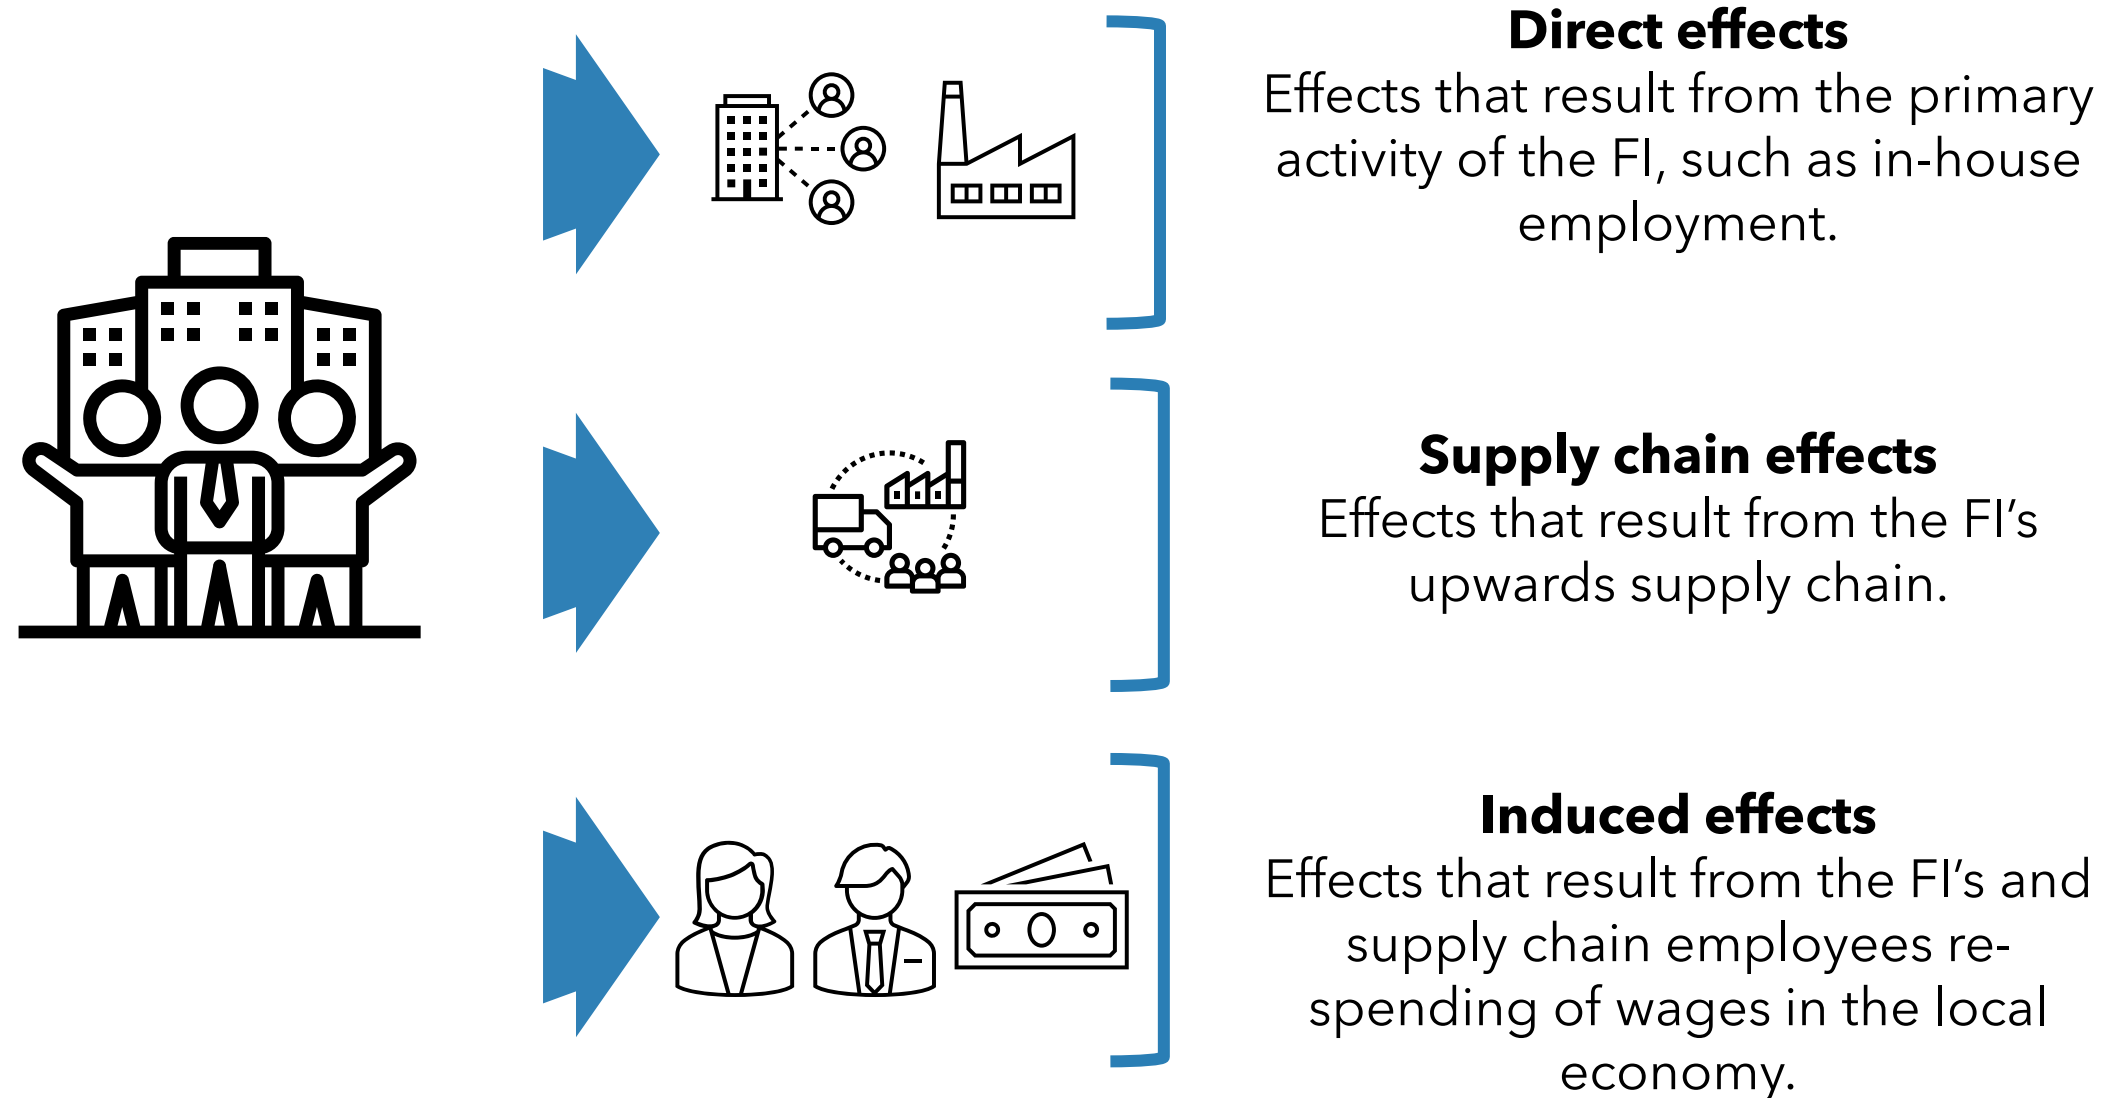 Direct effects
Effects that result from the primary
activity of the FI, such as in-house
employment.
Supply chain effects
Effects that result from the FI’s
upwards supply chain.
Induced effects
Effects that result from the FI’s and
supply chain employees re-
spending of wages in the local
economy.